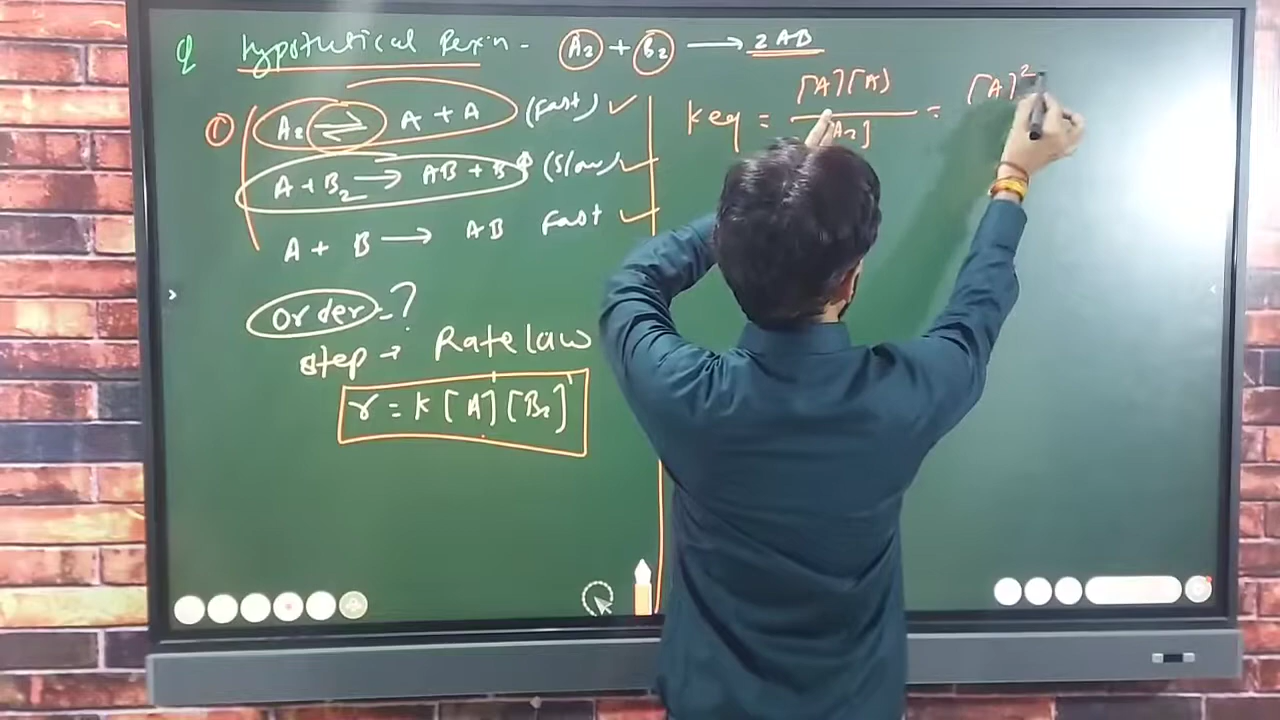 Q Hypothetical Rexn - A₂ + B₂ ⟶ 2AB
① A₂ ⇌ A + A (Fast) ✓
A + B₂ ⟶ AB + B (Slow) ✓
A + B ⟶ AB Fast ✓
Order = ?
step → Rate law
r = K [A] [B₂]
Keq = [A][A] / [A₂] = [A]²